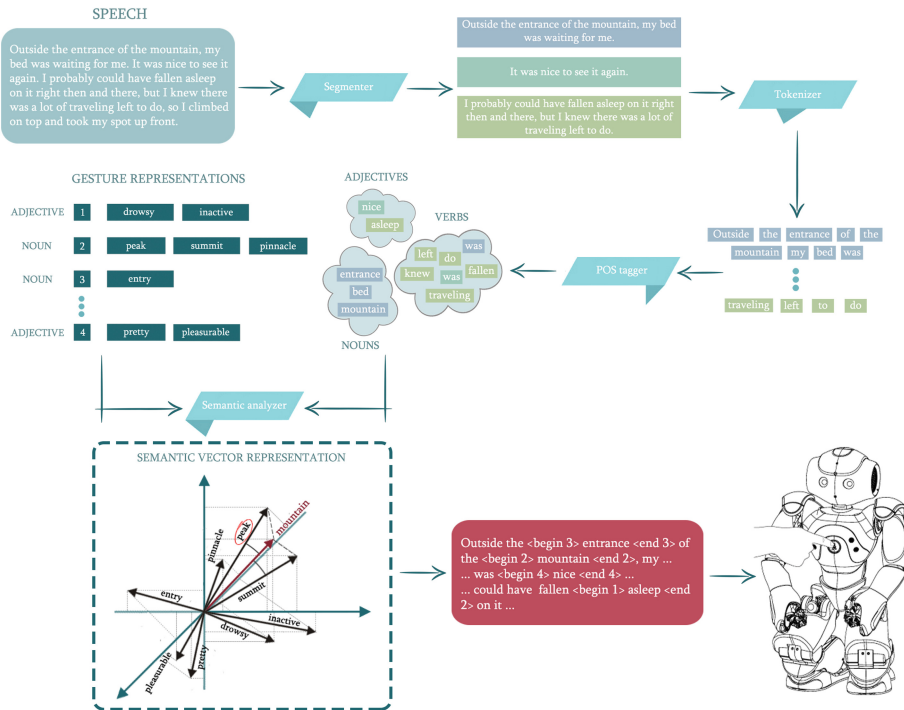 SPEECH
Outside the entrance of the mountain, my
bed was waiting for me. It was nice to see it
again. I probably could have fallen asleep
on it right then and there, but I knew there
was a lot of traveling left to do, so I climbed
on top and took my spot up front.
Segmenter
Outside the entrance of the mountain, my bed
was waiting for me.
It was nice to see it again.
I probably could have fallen asleep on it right
then and there, but I knew there was a lot of
traveling left to do.
Tokenizer
Outside the entrance of the
mountain my bed was
traveling left to do
POS tagger
ADJECTIVES
nice
asleep
VERBS
was
left
do
knew
was
fallen
traveling
entrance
bed
mountain
NOUNS
GESTURE REPRESENTATIONS
ADJECTIVE 1 drowsy inactive
NOUN 2 peak summit pinnacle
NOUN 3 entry
ADJECTIVE 4 pretty pleasurable
Semantic analyzer
SEMANTIC VECTOR REPRESENTATION
pinnacle
peak
mountain
summit
entry
inactive
drowsy
pretty
pleasurable
Outside the <begin 3> entrance <end 3> of
the <begin 2> mountain <end 2>, my ...
... was <begin 4> nice <end 4> ...
... could have fallen <begin 1> asleep <end
2> on it ...